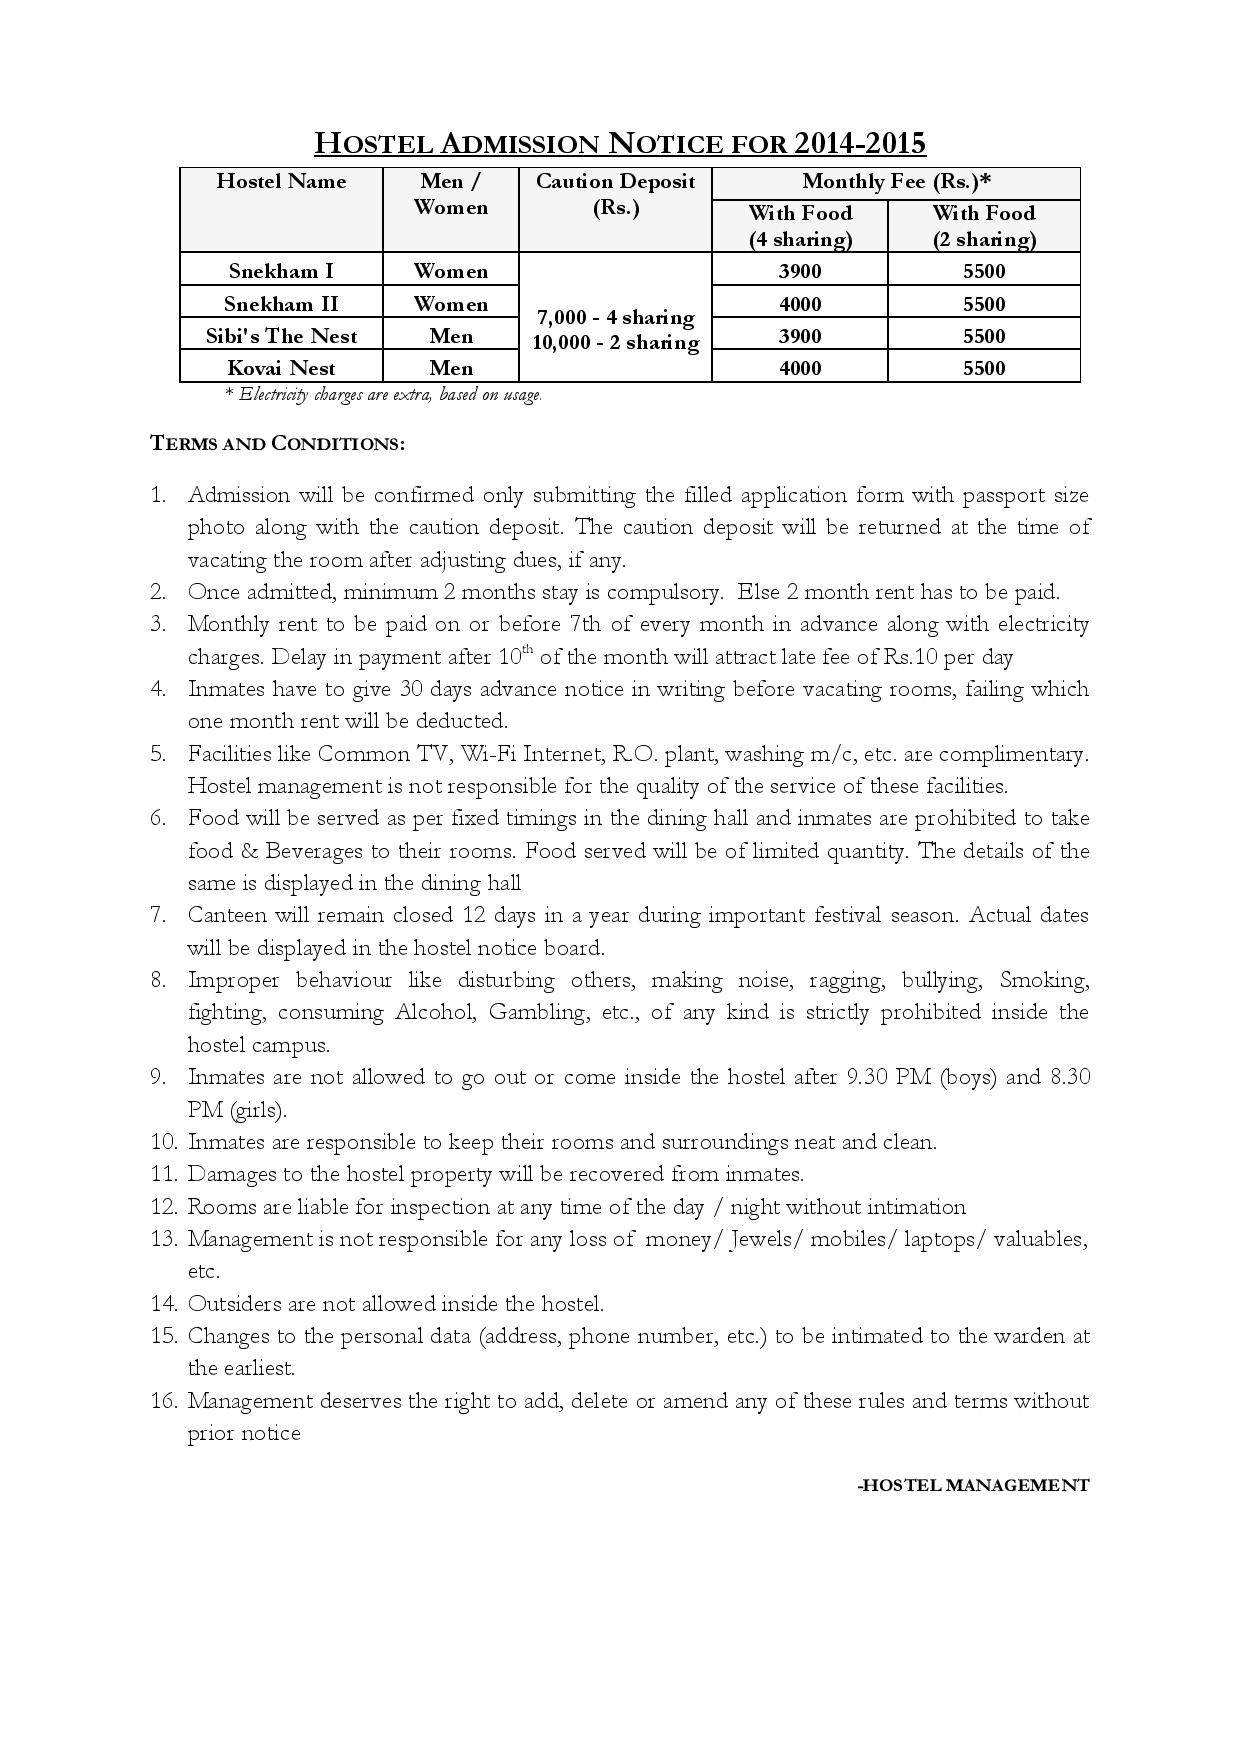 HOSTEL ADMISSION NOTICE FOR 2014-2015
Hostel Name Men / Women Caution Deposit (Rs.) Monthly Fee (Rs.)*
With Food (4 sharing) With Food (2 sharing)
Snekham I Women 3900 5500
Snekham II Women 4000 5500
7,000 - 4 sharing
Sibi's The Nest Men 3900 5500
10,000 - 2 sharing
Kovai Nest Men 4000 5500
* Electricity charges are extra, based on usage.
TERMS AND CONDITIONS:
1. Admission will be confirmed only submitting the filled application form with passport size
photo along with the caution deposit. The caution deposit will be returned at the time of
vacating the room after adjusting dues, if any.
2. Once admitted, minimum 2 months stay is compulsory. Else 2 month rent has to be paid.
3. Monthly rent to be paid on or before 7th of every month in advance along with electricity
charges. Delay in payment after 10th of the month will attract late fee of Rs.10 per day
4. Inmates have to give 30 days advance notice in writing before vacating rooms, failing which
one month rent will be deducted.
5. Facilities like Common TV, Wi-Fi Internet, R.O. plant, washing m/c, etc. are complimentary.
Hostel management is not responsible for the quality of the service of these facilities.
6. Food will be served as per fixed timings in the dining hall and inmates are prohibited to take
food & Beverages to their rooms. Food served will be of limited quantity. The details of the
same is displayed in the dining hall
7. Canteen will remain closed 12 days in a year during important festival season. Actual dates
will be displayed in the hostel notice board.
8. Improper behaviour like disturbing others, making noise, ragging, bullying, Smoking,
fighting, consuming Alcohol, Gambling, etc., of any kind is strictly prohibited inside the
hostel campus.
9. Inmates are not allowed to go out or come inside the hostel after 9.30 PM (boys) and 8.30
PM (girls).
10. Inmates are responsible to keep their rooms and surroundings neat and clean.
11. Damages to the hostel property will be recovered from inmates.
12. Rooms are liable for inspection at any time of the day / night without intimation
13. Management is not responsible for any loss of money/ Jewels/ mobiles/ laptops/ valuables,
etc.
14. Outsiders are not allowed inside the hostel.
15. Changes to the personal data (address, phone number, etc.) to be intimated to the warden at
the earliest.
16. Management deserves the right to add, delete or amend any of these rules and terms without
prior notice
-HOSTEL MANAGEMENT